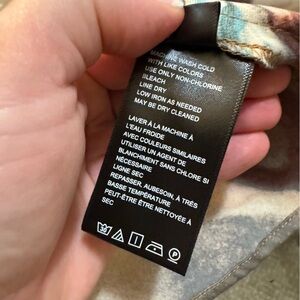 MACHINE WASH COLD
WITH LIKE COLORS
USE ONLY NON-CHLORINE
BLEACH
LINE DRY
LOW IRON AS NEEDED
MAY BE DRY CLEANED
LAVER À LA MACHINE À
L'EAU FROIDE
AVEC COULEURS SIMILAIRES
UTILISER UN AGENT DE
BLANCHIMENT SANS CHLORE SI
NÉCESSAIRE
LIGNE SEC
REPASSER, AUBESOIN, À TRÈS
BASSE TEMPÉRATURE
PEUT-ÊTRE NETTOYÉE À
SEC